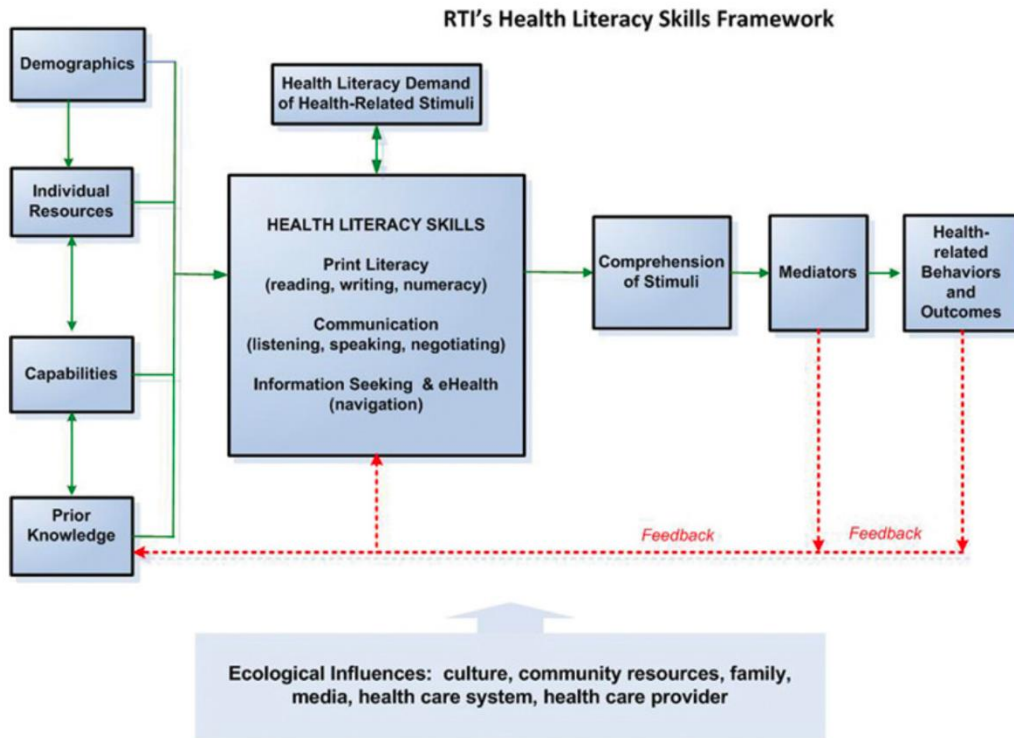 RTI's Health Literacy Skills Framework
Demographics
Health Literacy Demand
of Health-Related Stimuli
Individual
Resources
HEALTH LITERACY SKILLS
Print Literacy
(reading, writing, numeracy)
Communication
(listening, speaking, negotiating)
Information Seeking & eHealth
(navigation)
Comprehension
of Stimuli
Mediators
Health-
related
Behaviors
and
Outcomes
Capabilities
Prior
Knowledge
Feedback
Feedback
Ecological Influences: culture, community resources, family,
media, health care system, health care provider